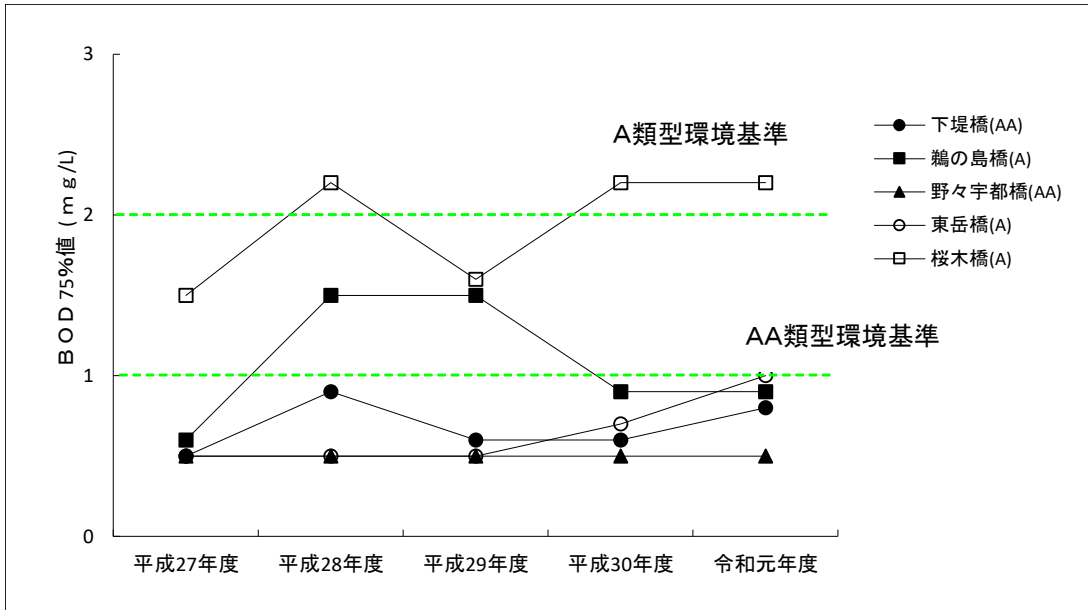 3
2
1
0
ＢＯＤ75%値（ｍｇ/L)
A類型環境基準
AA類型環境基準
下堤橋(AA)
鵜の島橋(A)
野々宇都橋(AA)
東岳橋(A)
桜木橋(A)
平成27年度 平成28年度 平成29年度 平成30年度 令和元年度